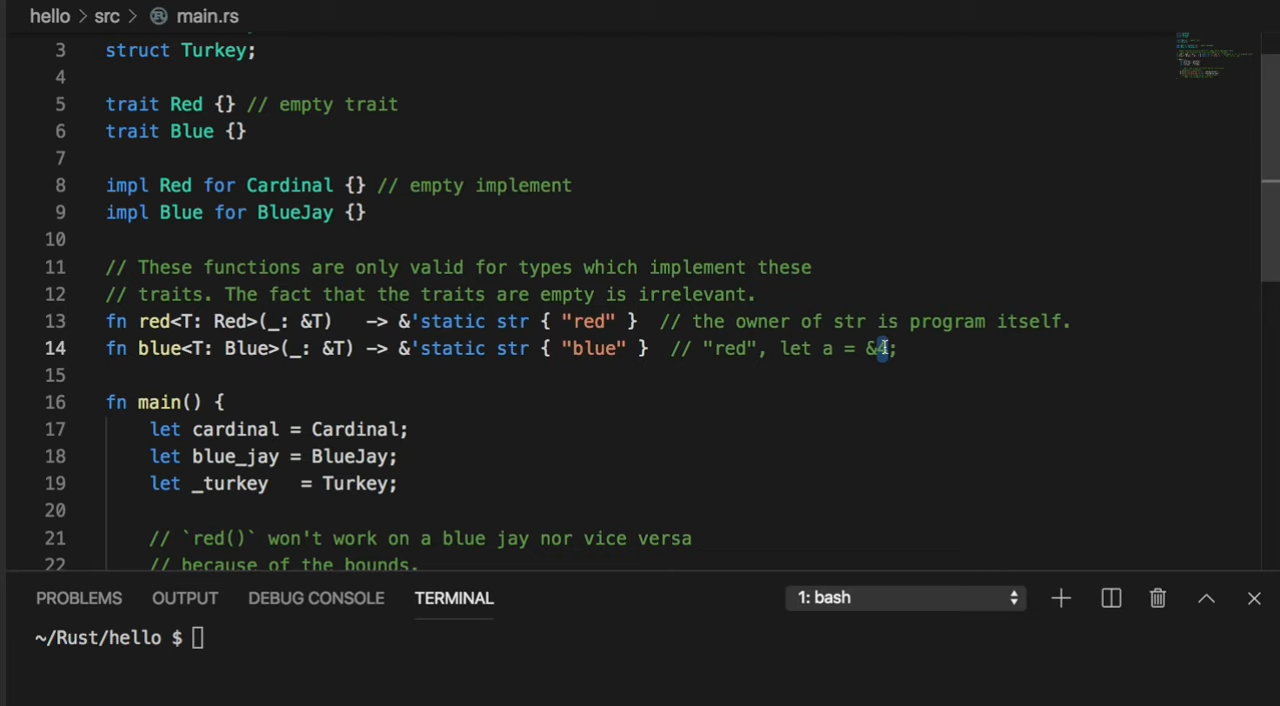 hello > src > main.rs
3 struct Turkey;
4
5 trait Red {} // empty trait
6 trait Blue {}
7
8 impl Red for Cardinal {} // empty implement
9 impl Blue for BlueJay {}
10
11 // These functions are only valid for types which implement these
12 // traits. The fact that the traits are empty is irrelevant.
13 fn red<T: Red>(_: &T)   -> &'static str { "red" }  // the owner of str is program itself.
14 fn blue<T: Blue>(_: &T) -> &'static str { "blue" }  // "red", let a = &4;
15
16 fn main() {
17     let cardinal = Cardinal;
18     let blue_jay = BlueJay;
19     let _turkey   = Turkey;
20
21     // `red()` won't work on a blue jay nor vice versa
22     // because of the bounds.
PROBLEMS OUTPUT DEBUG CONSOLE TERMINAL 1: bash
~/Rust/hello $